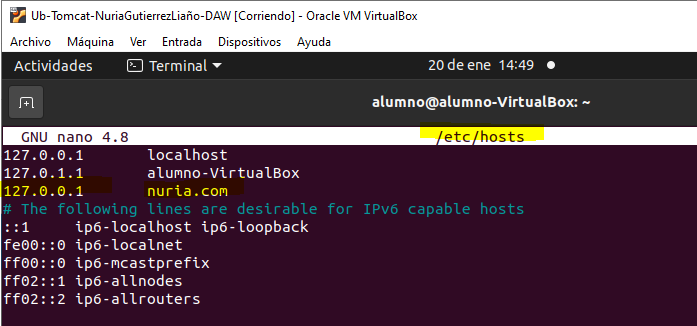 Ub-Tomcat-NuriaGutierrezLiaño-DAW [Corriendo] - Oracle VM VirtualBox
Archivo Máquina Ver Entrada Dispositivos Ayuda
Actividades Terminal 20 de ene 14:49
alumno@alumno-VirtualBox: ~
GNU nano 4.8 /etc/hosts
127.0.0.1 localhost
127.0.1.1 alumno-VirtualBox
127.0.0.1 nuria.com
# The following lines are desirable for IPv6 capable hosts
::1 ip6-localhost ip6-loopback
fe00::0 ip6-localnet
ff00::0 ip6-mcastprefix
ff02::1 ip6-allnodes
ff02::2 ip6-allrouters